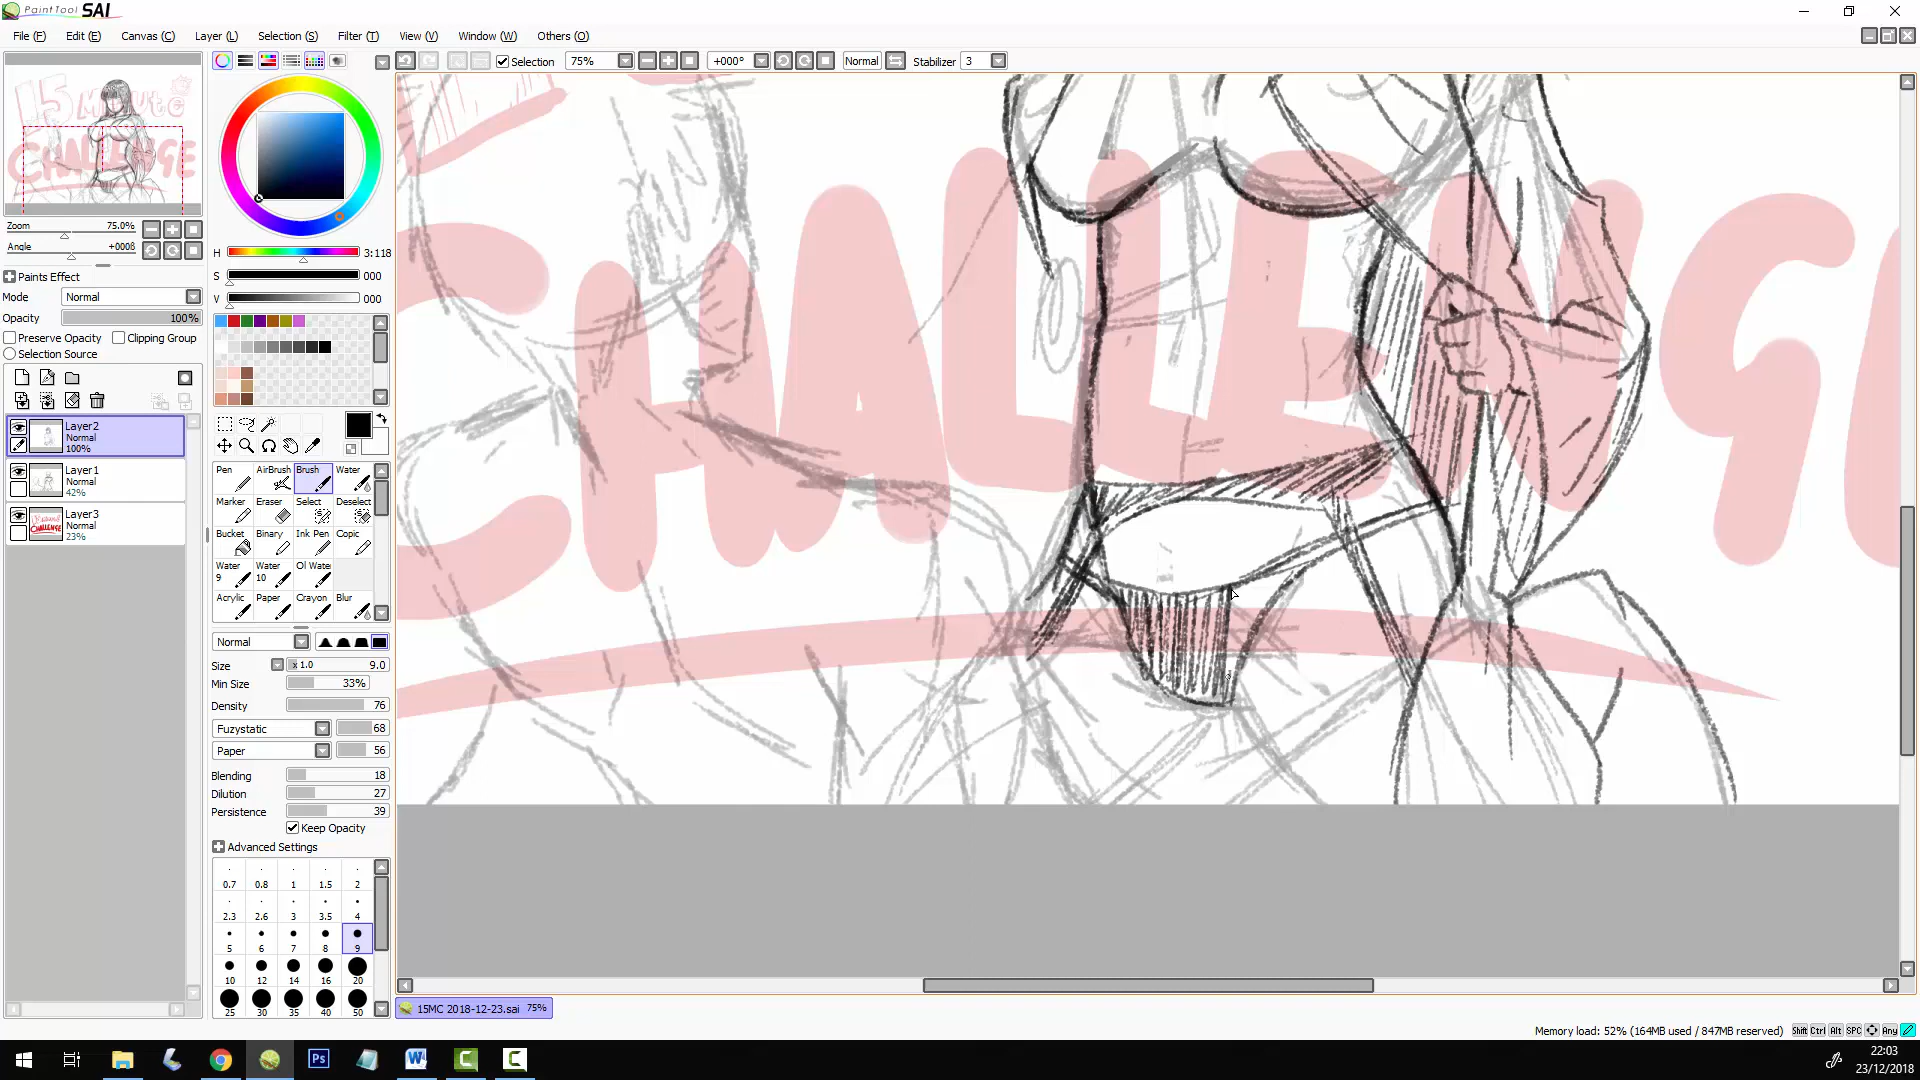 PaintTool SAI
File (F) Edit (E) Canvas (C) Layer (L) Selection (S) Filter (T) View (V) Window (W) Others (O)
Selection 75% +000° Normal Stabilizer 3
15 MINUTE
CHALLENGE
Zoom 75.0%
Angle +000ß
Paints Effect
Mode Normal
Opacity 100%
Preserve Opacity Clipping Group
Selection Source
Layer2
Normal
100%
Layer1
Normal
42%
Layer3
Normal
23%
H 3:118
S 000
V 000
Pen AirBrush Brush Water
Marker Eraser Select Deselect
Bucket Binary Ink Pen Copic
Water 9 Water 10 Ol Wate
Acrylic Paper Crayon Blur
Normal
Size x 1.0 9.0
Min Size 33%
Density 76
Fuzystatic 68
Paper 56
Blending 18
Dilution 27
Persistence 39
Keep Opacity
Advanced Settings
0.7 0.8 1 1.5 2
2.3 2.6 3 3.5 4
5 6 7 8 9
10 12 14 16 20
25 30 35 40 50
CHALLENGE
15MC 2018-12-23.sai 75%
Memory load: 52% (164MB used / 847MB reserved) Shift Ctrl Alt SPC Any
Ps
22:03
23/12/2018